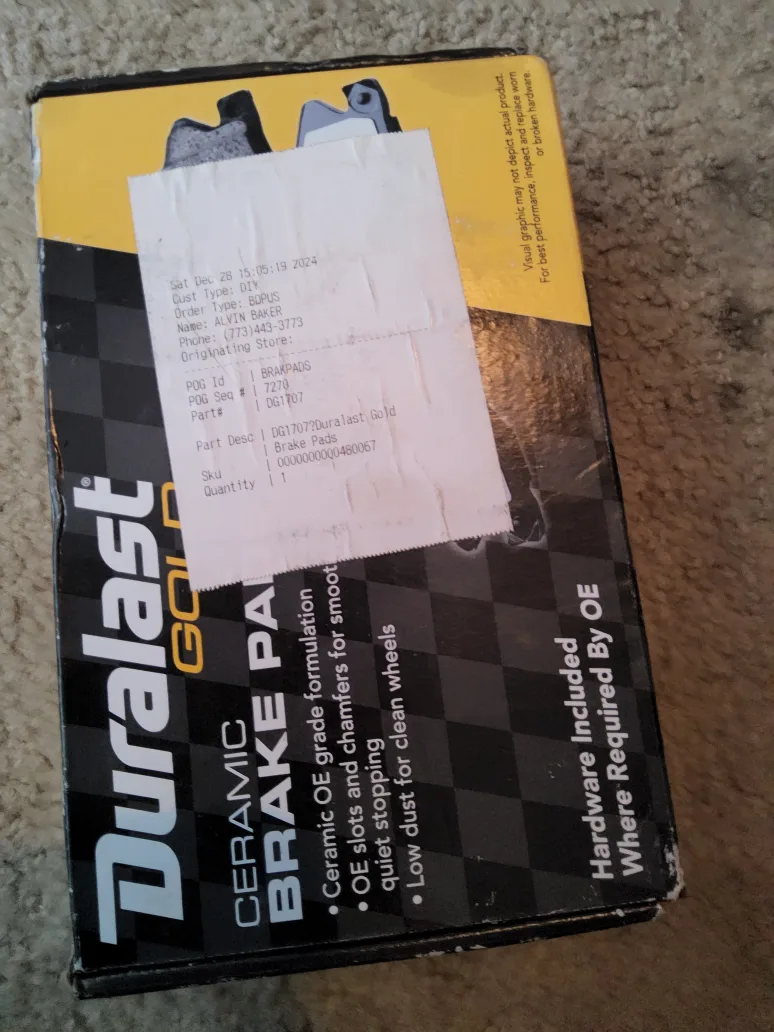 Visual graphic may not depict actual product.
For best performance, inspect and replace worn
or broken hardware.
Sat Dec 28 15:05:19 2024
Cust Type: DIY
Order Type: BOPUS
Name: ALVIN BAKER
Phone: (773)443-3773
Originating Store:
POG Id | BRAKPADS
POG Seq # | 7270
Part# | DG1707
Part Desc | DG1707?Duralast Gold
| Brake Pads
Sku | 0000000000480067
Quantity | 1
Duralast®
GOLD
CERAMIC
BRAKE PA
• Ceramic OE grade formulation
• OE slots and chamfers for smoot
quiet stopping
• Low dust for clean wheels
Hardware Included
Where Required By OE